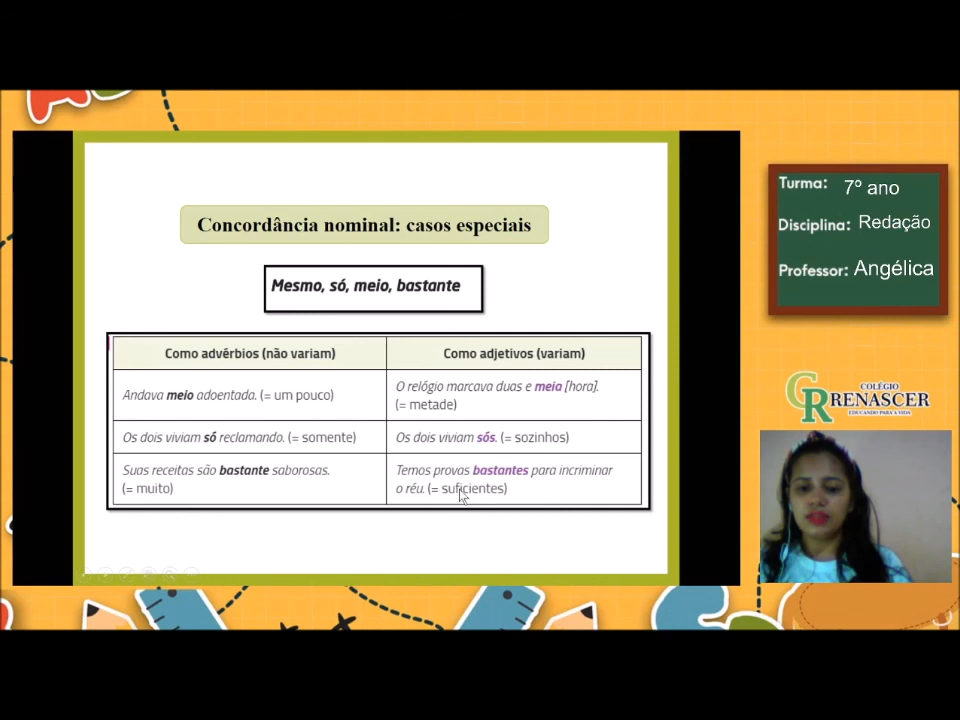 Concordância nominal: casos especiais
Mesmo, só, meio, bastante
Como advérbios (não variam)
Como adjetivos (variam)
Andava meio adoentada. (= um pouco)
O relógio marcava duas e meia [hora].
(= metade)
Os dois viviam só reclamando. (= somente)
Os dois viviam sós. (= sozinhos)
Suas receitas são bastante saborosas.
(= muito)
Temos provas bastantes para incriminar
o réu. (= suficientes)
Turma: 7º ano
Disciplina: Redação
Professor: Angélica
COLÉGIO
CRENASCER
EDUCANDO PARA A VIDA